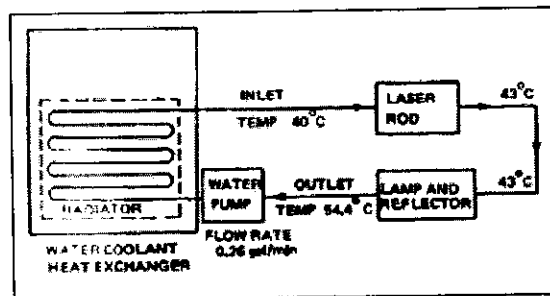 INLET
TEMP 40°C
LASER
ROD
43°C
43°C
LAMP AND
REFLECTOR
OUTLET
TEMP 54.4°C
WATER
PUMP
FLOW RATE
0.26 gal/min
RADIATOR
WATER COOLANT
HEAT EXCHANGER